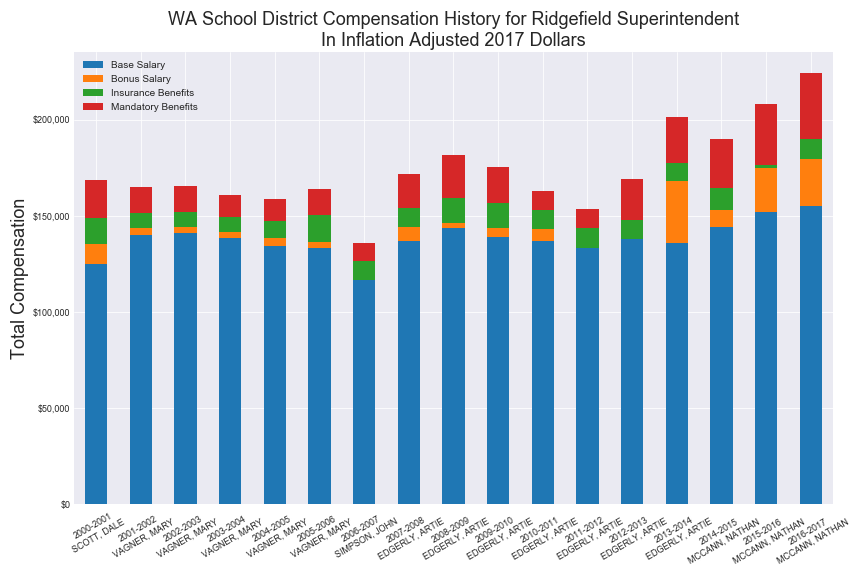 WA School District Compensation History for Ridgefield Superintendent
In Inflation Adjusted 2017 Dollars
Base Salary
Bonus Salary
Insurance Benefits
Mandatory Benefits
Total Compensation
$200,000
$150,000
$100,000
$50,000
$0
2000-2001
SCOTT, DALE
2001-2002
VAGNER, MARY
2002-2003
VAGNER, MARY
2003-2004
VAGNER, MARY
2004-2005
VAGNER, MARY
2005-2006
VAGNER, MARY
2006-2007
SIMPSON, JOHN
2007-2008
EDGERLY, ARTIE
2008-2009
EDGERLY, ARTIE
2009-2010
EDGERLY, ARTIE
2010-2011
EDGERLY, ARTIE
2011-2012
EDGERLY, ARTIE
2012-2013
EDGERLY, ARTIE
2013-2014
EDGERLY, ARTIE
2014-2015
MCCANN, NATHAN
2015-2016
MCCANN, NATHAN
2016-2017
MCCANN, NATHAN